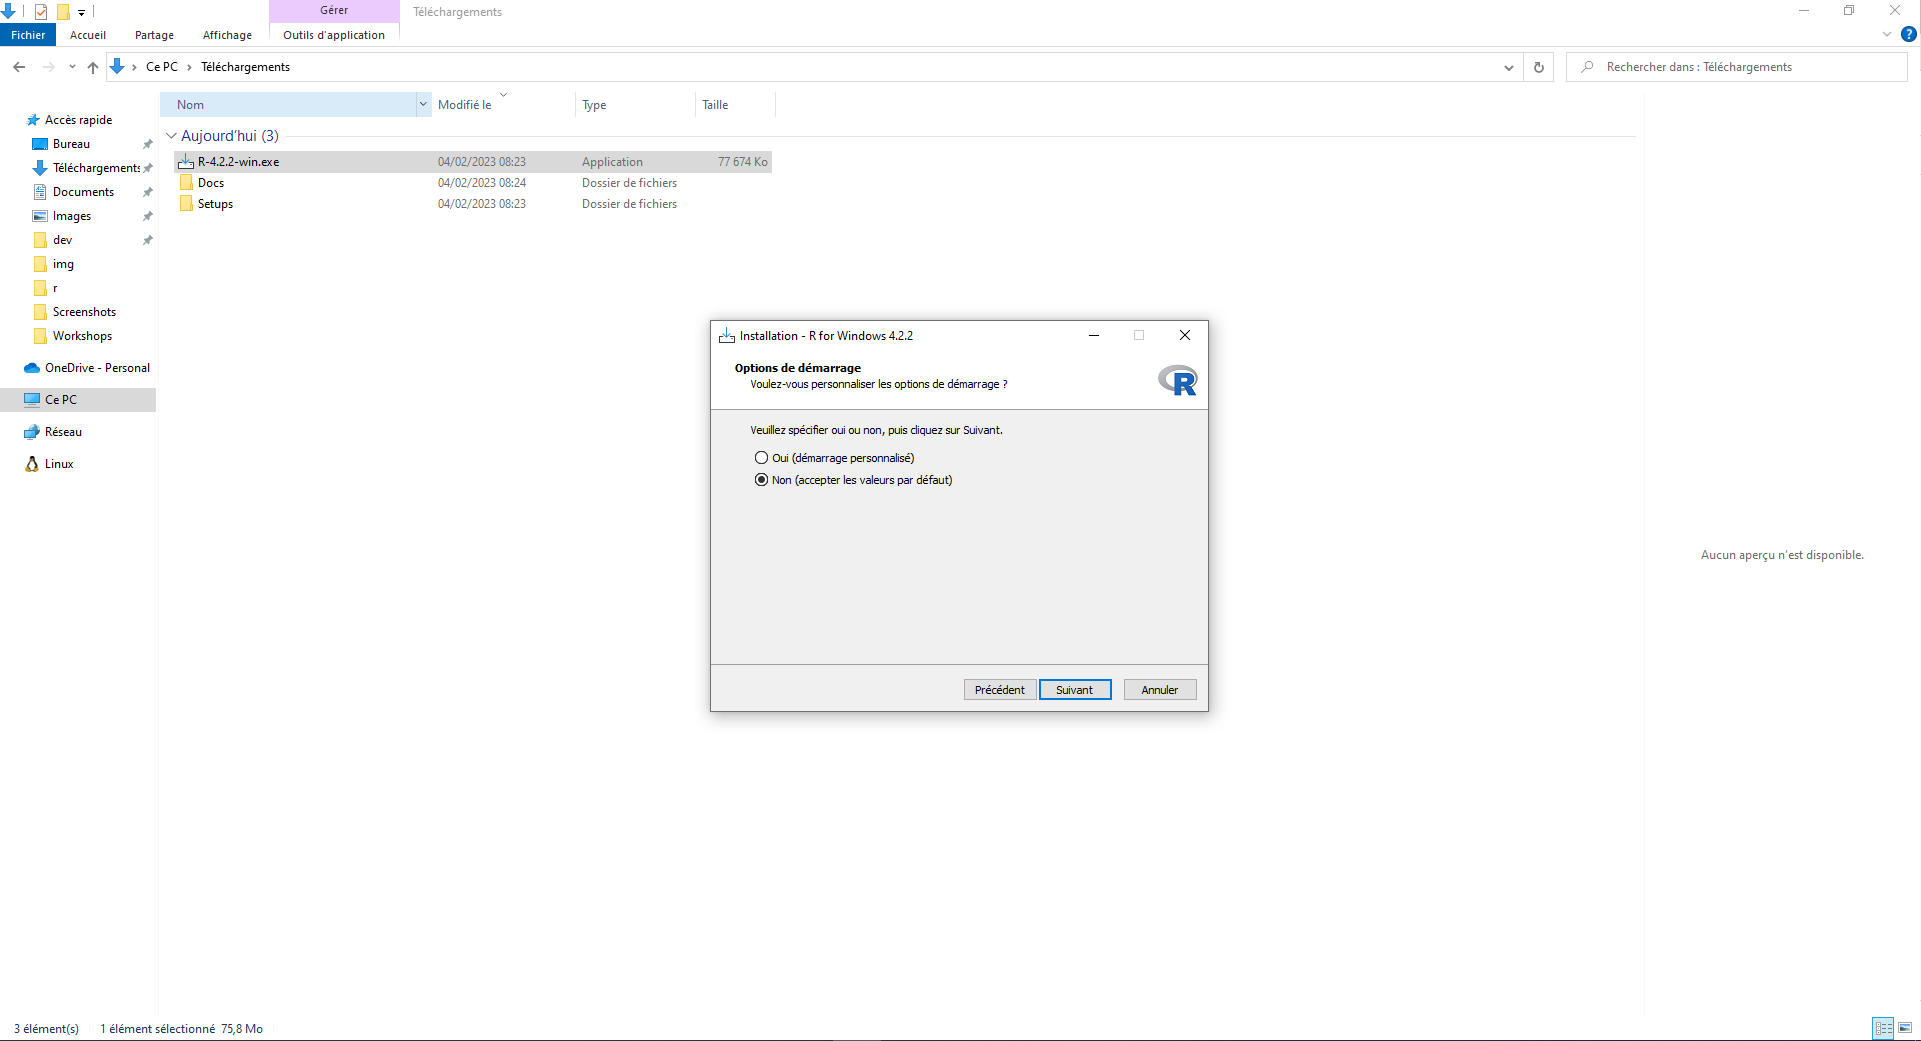 Gérer
Téléchargements
Fichier
Accueil
Partage
Affichage
Outils d'application
?
Ce PC
Téléchargements
Rechercher dans : Téléchargements
Nom
Modifié le
Type
Taille
Accès rapide
Bureau
Téléchargements
Documents
Images
dev
img
r
Screenshots
Workshops
OneDrive - Personal
Ce PC
Réseau
Linux
Aujourd'hui (3)
R-4.2.2-win.exe 04/02/2023 08:23 Application 77 674 Ko
Docs 04/02/2023 08:24 Dossier de fichiers
Setups 04/02/2023 08:23 Dossier de fichiers
Installation - R for Windows 4.2.2
Options de démarrage
Voulez-vous personnaliser les options de démarrage ?
R
Veuillez spécifier oui ou non, puis cliquez sur Suivant.
Oui (démarrage personnalisé)
Non (accepter les valeurs par défaut)
Précédent
Suivant
Annuler
Aucun aperçu n'est disponible.
3 élément(s)
1 élément sélectionné 75,8 Mo